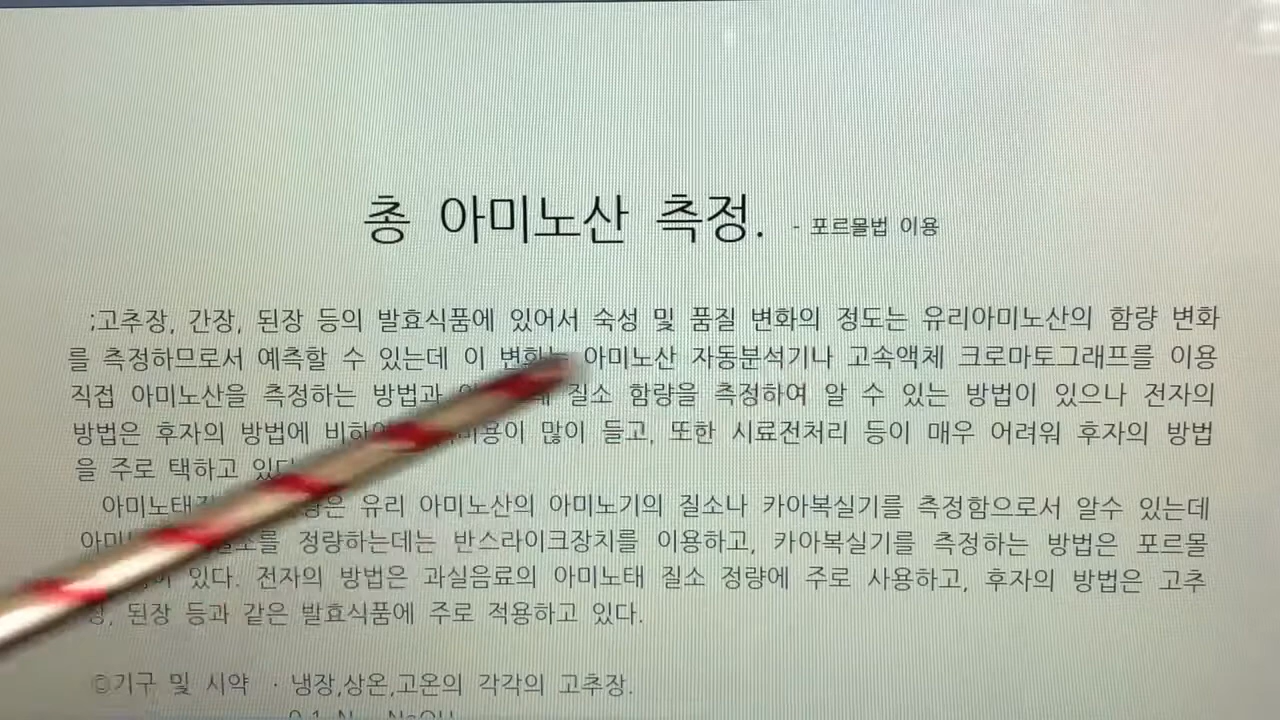 총 아미노산 측정. - 포르몰법 이용
;고추장, 간장, 된장 등의 발효식품에 있어서 숙성 및 품질 변화의 정도는 유리아미노산의 함량 변화
를 측정하므로서 예측할 수 있는데 이 변화는 아미노산 자동분석기나 고속액체 크로마토그래프를 이용
직접 아미노산을 측정하는 방법과 질소 함량을 측정하여 알 수 있는 방법이 있으나 전자의
방법은 후자의 방법에 많이 들고, 또한 시료전처리 등이 매우 어려워 후자의 방법
을 주로 택하고
유리 아미노산의 아미노기의 질소나 카아복실기를 측정함으로서 알수 있는데
정량하는데는 반스라이크장치를 이용하고, 카아복실기를 측정하는 방법은 포르몰
있다. 전자의 방법은 과실음료의 아미노태 질소 정량에 주로 사용하고, 후자의 방법은 고추
된장 등과 같은 발효식품에 주로 적용하고 있다.
©기구 및 시약 · 냉장,상온,고온의 각각의 고추장.